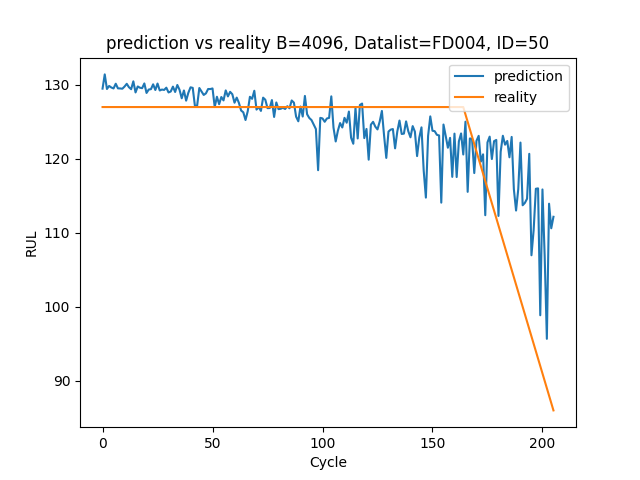 prediction vs reality B=4096, Datalist=FD004, ID=50
prediction
reality
130
120
110
100
90
RUL
0
50
100
150
200
Cycle